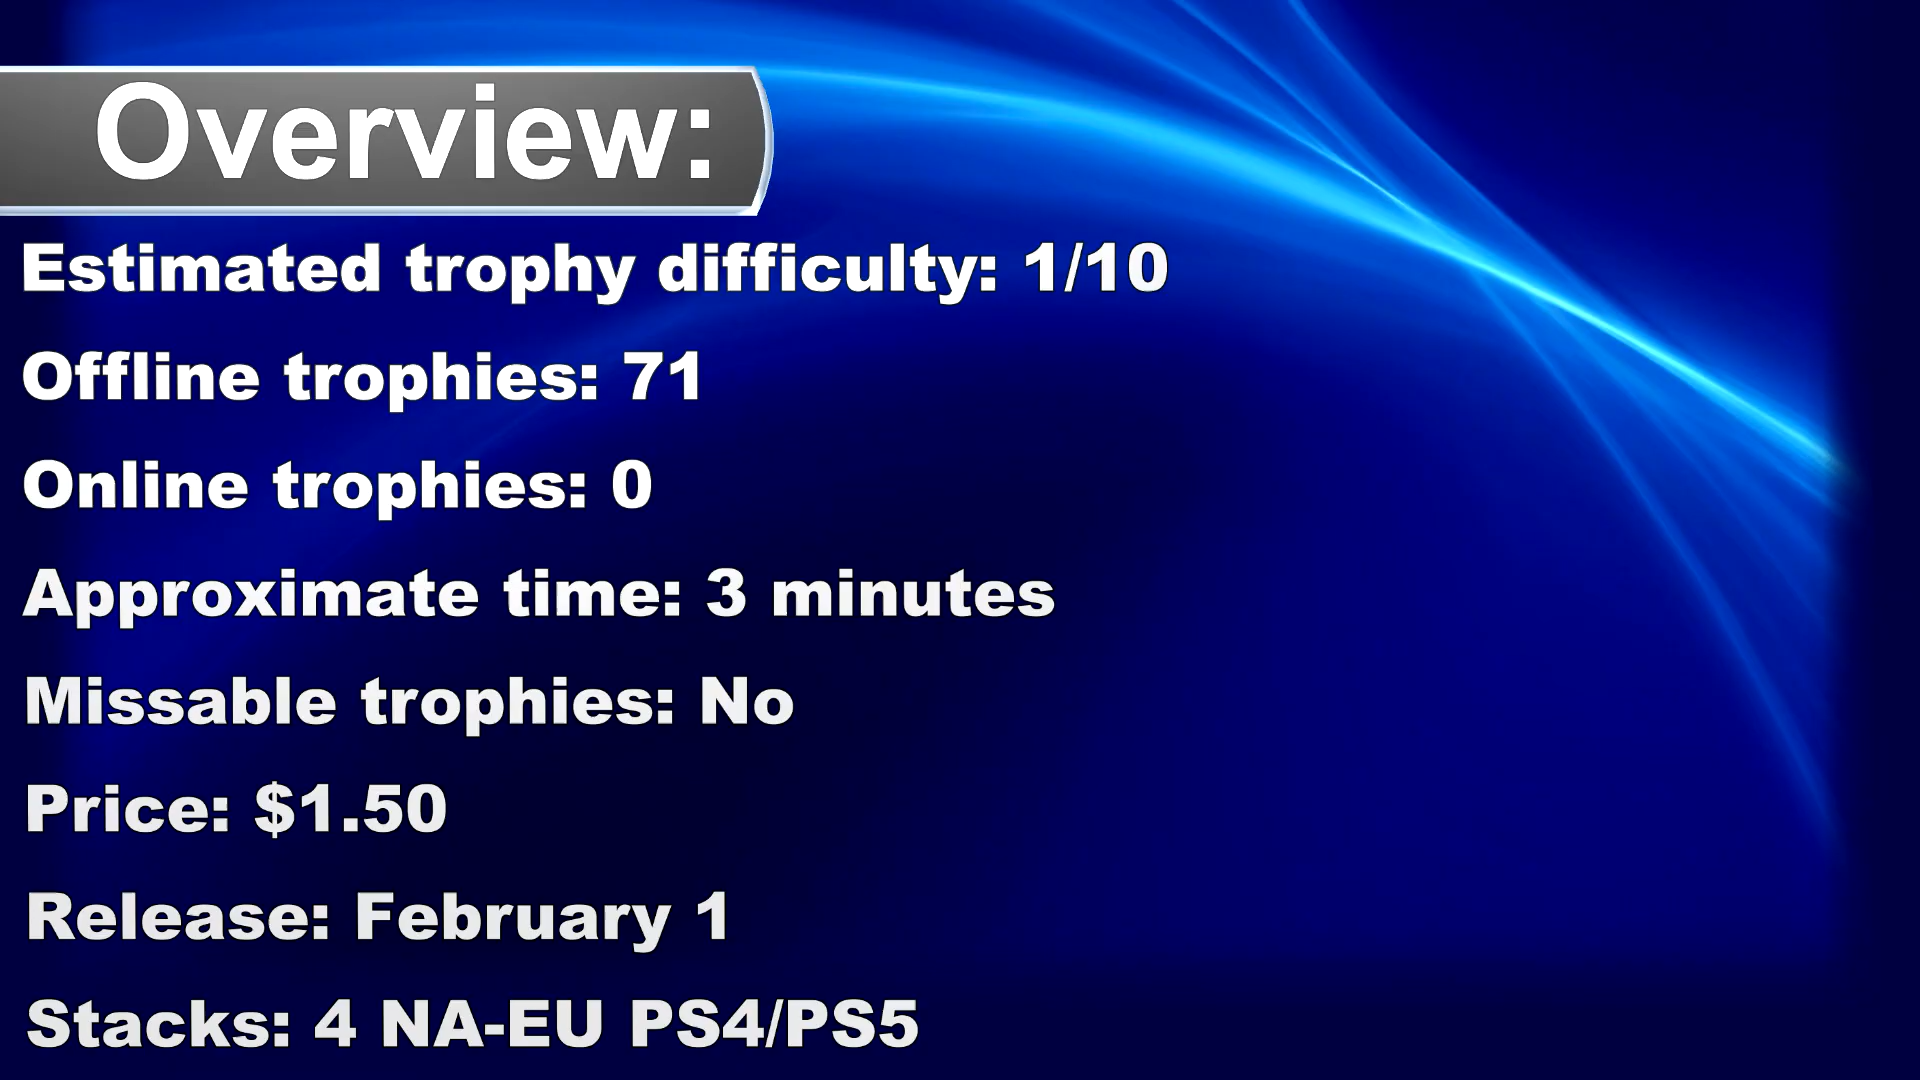 Overview:
Estimated trophy difficulty: 1/10
Offline trophies: 71
Online trophies: 0
Approximate time: 3 minutes
Missable trophies: No
Price: $1.50
Release: February 1
Stacks: 4 NA-EU PS4/PS5